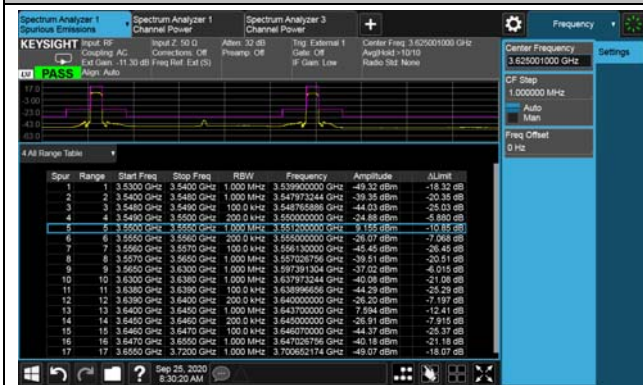 Spectrum Analyzer 1 Spectrum Analyzer 1 Spectrum Analyzer 3 + Frequency
Spurious Emissions Channel Power Channel Power
KEYSIGHT Input: RF Input Z: 50 Ω Atten: 32 dB Trig: External 1 Center Freq: 3.625001000 GHz
Coupling: AC Corrections: Off Preamp: Off Gate: Off Avg|Hold:>10/10
Ext Gain: -11.30 dB Freq Ref: Ext (S) IF Gain: Low Radio Std: None
PASS Align: Auto
Center Frequency
3.625001000 GHz
Settings
CF Step
1.000000 MHz
Auto
Man
Freq Offset
0 Hz
17.0
-3.00
-23.0
-43.0
-63.0
4 All Range Table
Spur Range Start Freq Stop Freq RBW Frequency Amplitude ΔLimit
1 1 3.5300 GHz 3.5400 GHz 1.000 MHz 3.539900000 GHz -49.32 dBm -18.32 dB
2 2 3.5400 GHz 3.5480 GHz 1.000 MHz 3.547973244 GHz -39.35 dBm -20.35 dB
3 3 3.5480 GHz 3.5490 GHz 100.0 kHz 3.548765886 GHz -44.03 dBm -25.03 dB
4 4 3.5490 GHz 3.5500 GHz 200.0 kHz 3.550000000 GHz -24.88 dBm -5.880 dB
5 5 3.5500 GHz 3.5550 GHz 1.000 MHz 3.551200000 GHz 9.155 dBm -10.85 dB
6 6 3.5550 GHz 3.5560 GHz 200.0 kHz 3.555000000 GHz -26.07 dBm -7.068 dB
7 7 3.5560 GHz 3.5570 GHz 100.0 kHz 3.556130000 GHz -45.45 dBm -26.45 dB
8 8 3.5570 GHz 3.5650 GHz 1.000 MHz 3.557026756 GHz -39.51 dBm -20.51 dB
9 9 3.5650 GHz 3.6300 GHz 1.000 MHz 3.597391304 GHz -37.02 dBm -6.015 dB
10 10 3.6300 GHz 3.6380 GHz 1.000 MHz 3.637973244 GHz -40.08 dBm -21.08 dB
11 11 3.6380 GHz 3.6390 GHz 100.0 kHz 3.638996656 GHz -44.29 dBm -25.29 dB
12 12 3.6390 GHz 3.6400 GHz 200.0 kHz 3.640000000 GHz -26.20 dBm -7.197 dB
13 13 3.6400 GHz 3.6450 GHz 1.000 MHz 3.643700000 GHz 7.594 dBm -12.41 dB
14 14 3.6450 GHz 3.6460 GHz 200.0 kHz 3.645000000 GHz -26.91 dBm -7.915 dB
15 15 3.6460 GHz 3.6470 GHz 100.0 kHz 3.646070000 GHz -44.37 dBm -25.37 dB
16 16 3.6470 GHz 3.6550 GHz 1.000 MHz 3.647026756 GHz -40.18 dBm -21.18 dB
17 17 3.6550 GHz 3.7200 GHz 1.000 MHz 3.700652174 GHz -49.07 dBm -18.07 dB
? Sep 25, 2020
8:30:20 AM